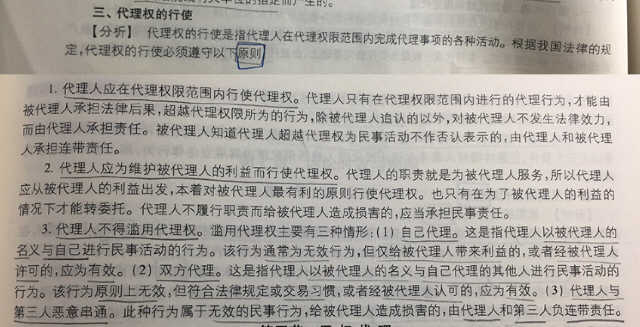 三、代理权的行使
【分析】 代理权的行使是指代理人在代理权限范围内完成代理事项的各种活动。根据我国法律的规
定,代理权的行使必须遵守以下原则
1. 代理人应在代理权限范围内行使代理权。代理人只有在代理权限范围内进行的代理行为,才能由
被代理人承担法律后果,超越代理权限所为的行为,除被代理人追认的以外,对被代理人不发生法律效力,
而由代理人承担责任。被代理人知道代理人超越代理权为民事活动不作否认表示的,由代理人和被代理
人承担连带责任。
2. 代理人应为维护被代理人的利益而行使代理权。代理人的职责就是为被代理人服务,所以代理人
应从被代理人的利益出发,本着对被代理人最有利的原则行使代理权。也只有在为了被代理人的利益的
情况下才能转委托。代理人不履行职责而给被代理人造成损害的,应当承担民事责任。
3. 代理人不得滥用代理权。滥用代理权主要有三种情形:(1) 自己代理。这是指代理人以被代理人的
名义与自己进行民事活动的行为。该行为通常为无效行为,但仅给被代理人带来利益的,或者经被代理人
许可的,应为有效。(2) 双方代理。这是指代理人以被代理人的名义与自己代理的其他人进行民事活动的
行为。该行为原则上无效,但符合法律规定或交易习惯,或者经被代理人认可的,应为有效。(3) 代理人与
第三人恶意串通。此种行为属于无效的民事行为,给被代理人造成损害的,由代理人和第三人负连带责任。